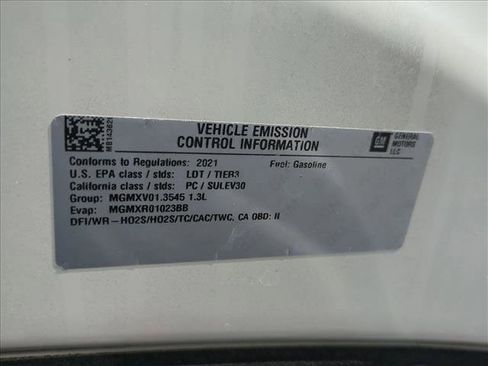 VEHICLE EMISSION
CONTROL INFORMATION
GM
GENERAL
MOTORS
LLC
Conforms to Regulations: 2021 Fuel: Gasoline
U.S. EPA class / stds: LDT / TIER3
California class / stds: PC / SULEV30
Group: MGMXV01.3545 1.3L
Evap: MGMXR01023BB
DFI/WR-HO2S/HO2S/TC/CAC/TWC, CA OBD: II